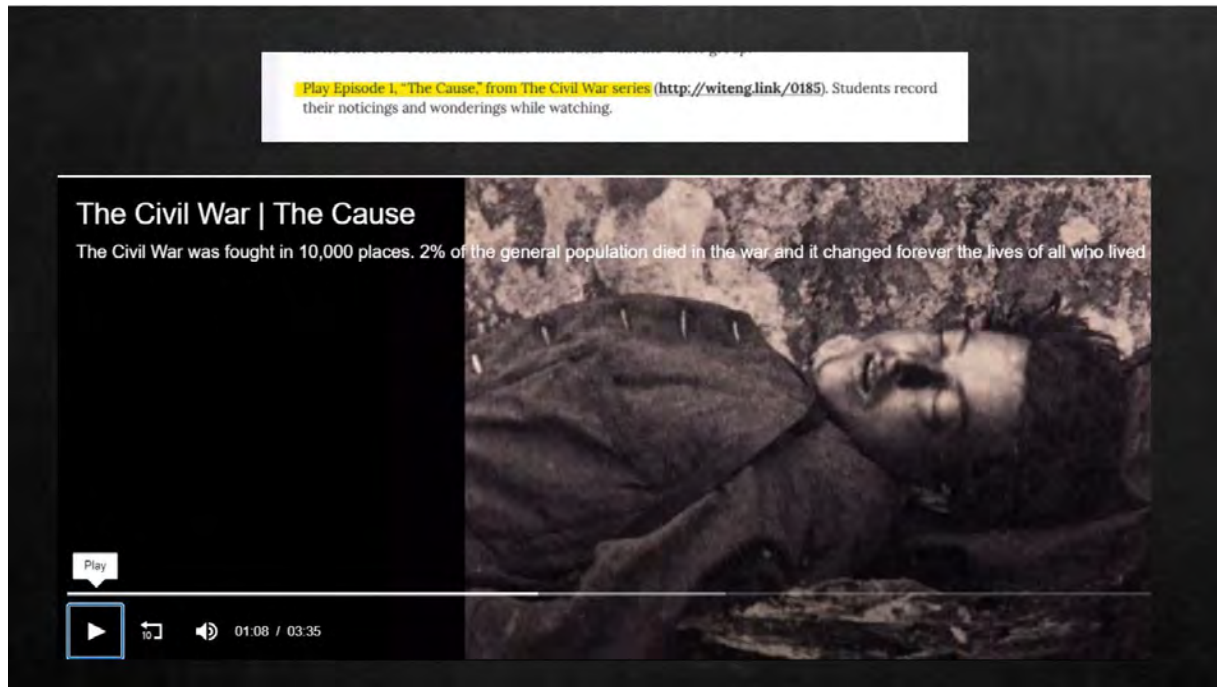 Play Episode 1, “The Cause,” from The Civil War series (http://witeng.link/0185). Students record
their noticings and wonderings while watching.
The Civil War | The Cause
The Civil War was fought in 10,000 places. 2% of the general population died in the war and it changed forever the lives of all who lived
Play
10
01:08 / 03:35